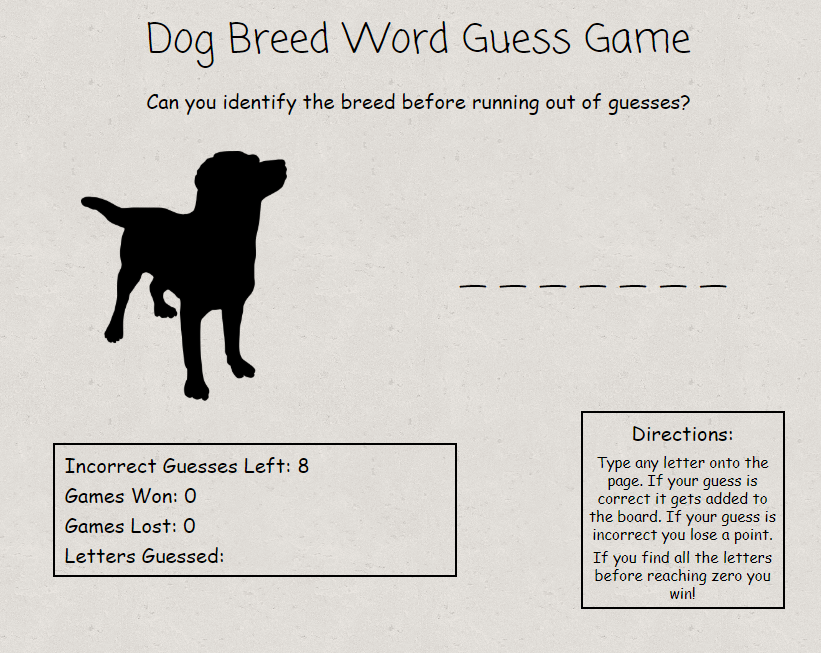 Dog Breed Word Guess Game
Can you identify the breed before running out of guesses?
_ _ _ _ _ _ _
Incorrect Guesses Left: 8
Games Won: 0
Games Lost: 0
Letters Guessed:
Directions:
Type any letter onto the
page. If your guess is
correct it gets added to
the board. If your guess is
incorrect you lose a point.
If you find all the letters
before reaching zero you
win!